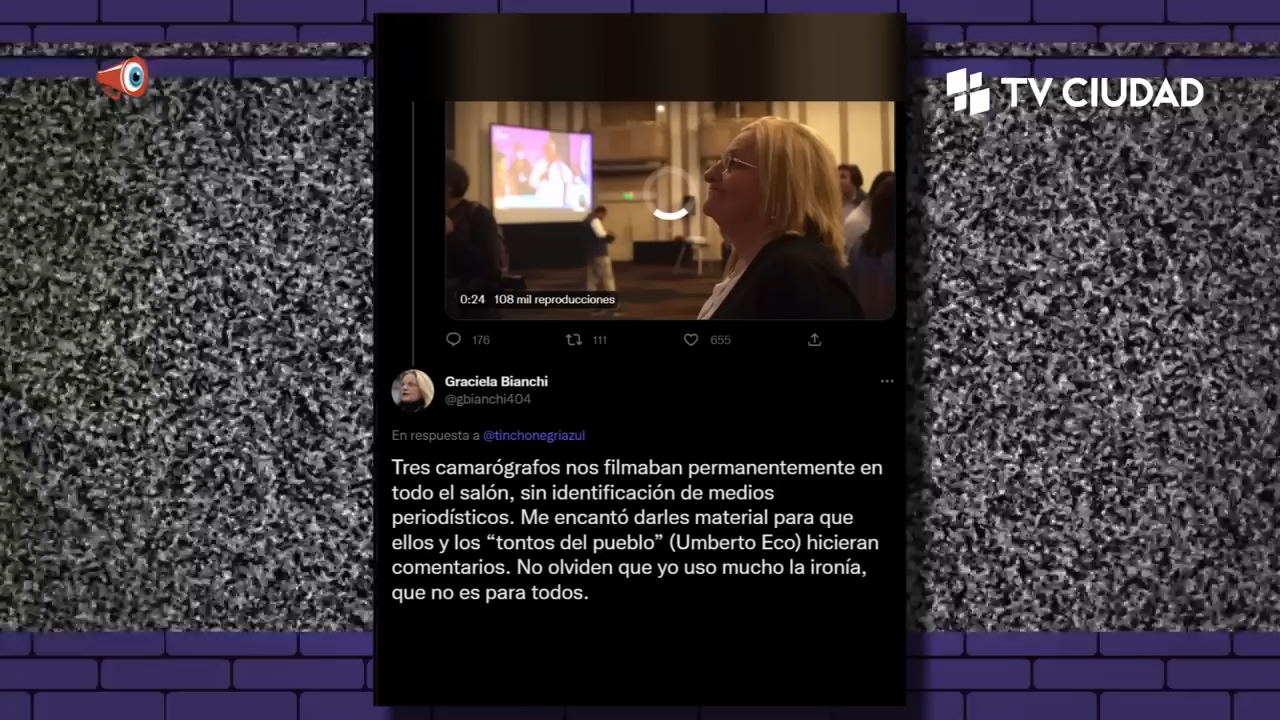 TV CIUDAD
0:24 108 mil reproducciones
176 111 655
Graciela Bianchi
@gbianchi404
En respuesta a @tinchonegriazul
Tres camarógrafos nos filmaban permanentemente en
todo el salón, sin identificación de medios
periodísticos. Me encantó darles material para que
ellos y los “tontos del pueblo” (Umberto Eco) hicieran
comentarios. No olviden que yo uso mucho la ironía,
que no es para todos.